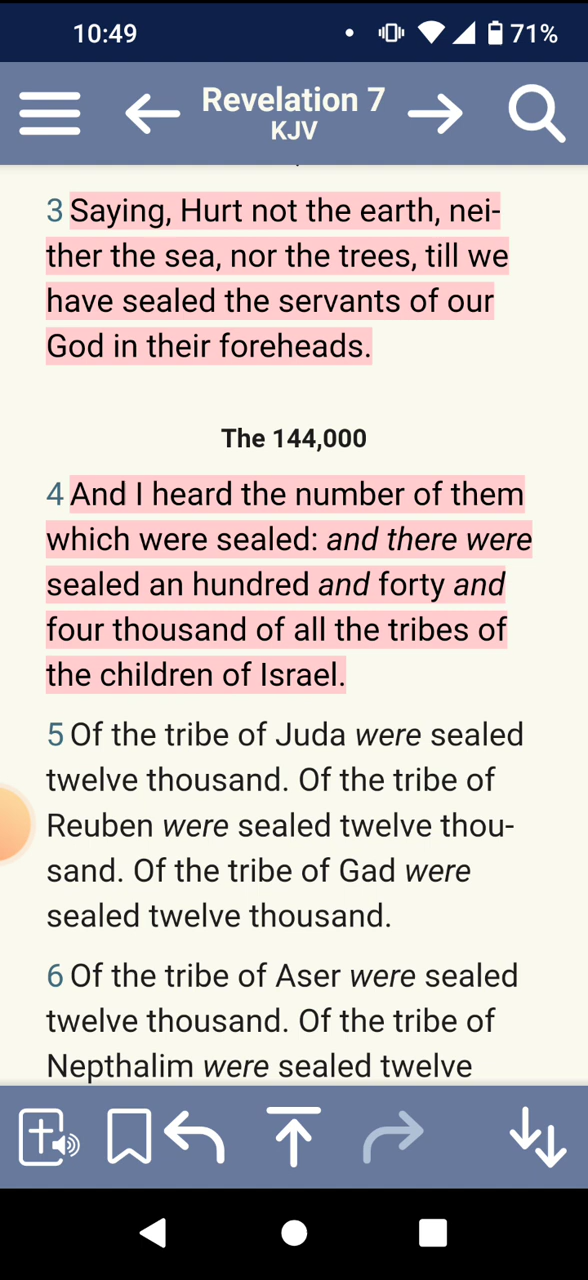 10:49
71%
Revelation 7
KJV
3 Saying, Hurt not the earth, nei-
ther the sea, nor the trees, till we
have sealed the servants of our
God in their foreheads.
The 144,000
4 And I heard the number of them
which were sealed: and there were
sealed an hundred and forty and
four thousand of all the tribes of
the children of Israel.
5 Of the tribe of Juda were sealed
twelve thousand. Of the tribe of
Reuben were sealed twelve thou-
sand. Of the tribe of Gad were
sealed twelve thousand.
6 Of the tribe of Aser were sealed
twelve thousand. Of the tribe of
Nepthalim were sealed twelve